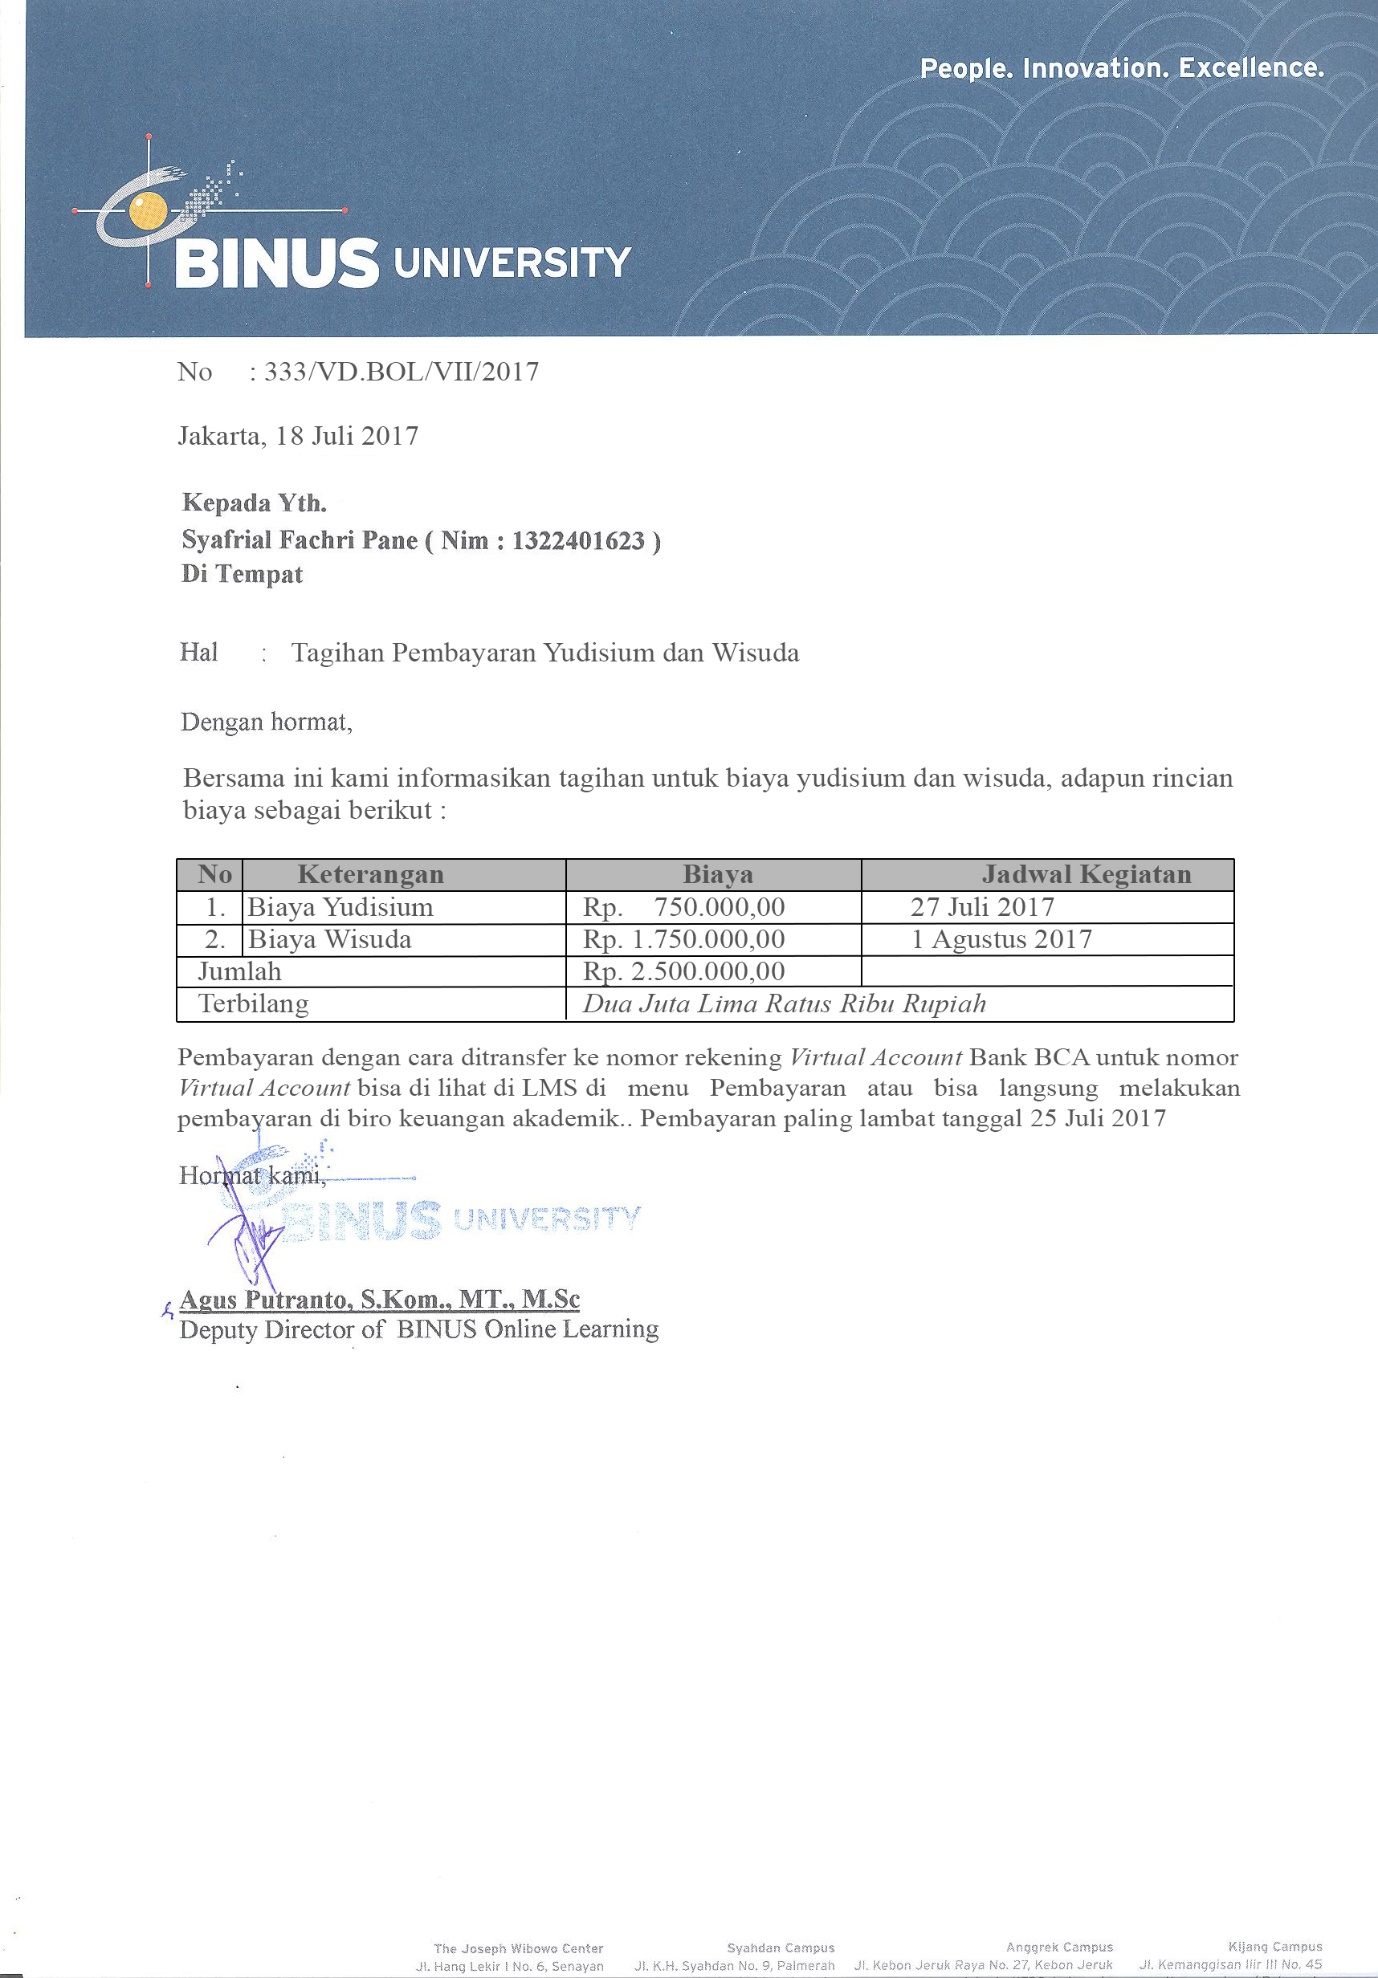 People. Innovation. Excellence.
BINUS UNIVERSITY
No : 333/VD.BOL/VII/2017
Jakarta, 18 Juli 2017
Kepada Yth.
Syafrial Fachri Pane ( Nim : 1322401623 )
Di Tempat
Hal : Tagihan Pembayaran Yudisium dan Wisuda
Dengan hormat,
Bersama ini kami informasikan tagihan untuk biaya yudisium dan wisuda, adapun rincian
biaya sebagai berikut :
No Keterangan Biaya Jadwal Kegiatan
1. Biaya Yudisium Rp. 750.000,00 27 Juli 2017
2. Biaya Wisuda Rp. 1.750.000,00 1 Agustus 2017
Jumlah Rp. 2.500.000,00
Terbilang Dua Juta Lima Ratus Ribu Rupiah
Pembayaran dengan cara ditransfer ke nomor rekening Virtual Account Bank BCA untuk nomor
Virtual Account bisa di lihat di LMS di menu Pembayaran atau bisa langsung melakukan
pembayaran di biro keuangan akademik.. Pembayaran paling lambat tanggal 25 Juli 2017
Hormat kami,
BINUS UNIVERSITY
Agus Putranto, S.Kom., MT., M.Sc
Deputy Director of BINUS Online Learning
The Joseph Wibowo Center Syahdan Campus Anggrek Campus Kijang Campus
Jl. Hang Lekir I No. 6, Senayan Jl. K.H. Syahdan No. 9, Palmerah Jl. Kebon Jeruk Raya No. 27, Kebon Jeruk Jl. Kemanggisan Ilir III No. 45